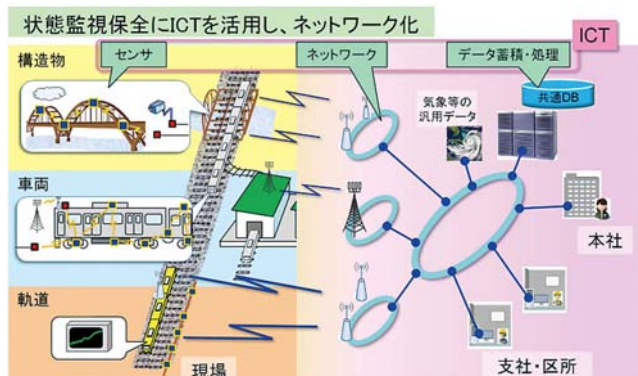 状態監視保全にICTを活用し、ネットワーク化
ICT
構造物
センサ
ネットワーク
データ蓄積・処理
共通DB
気象等の
汎用データ
車両
本社
軌道
現場
支社・区所